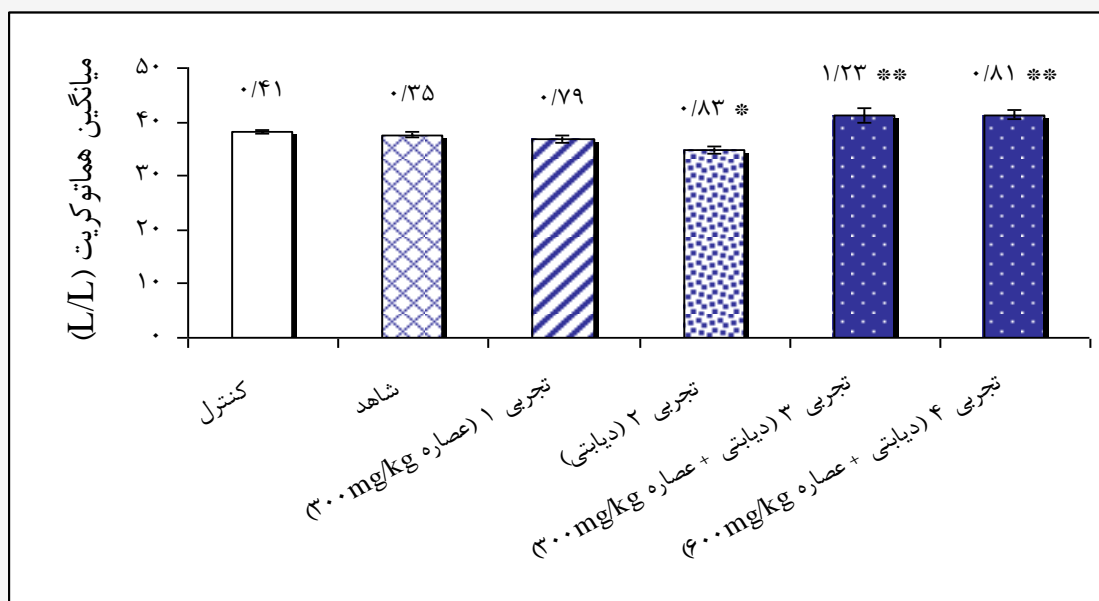 میانگین هماتوکریت (L/L)
۵۰
۴۰
۳۰
۲۰
۱۰
۰
۰/۴۱
۰/۳۵
۰/۷۹
۰/۸۳ *
۱/۲۳ **
۰/۸۱ **
کنترل
شاهد
تجربی ۱ (عصاره ۳۰۰mg/kg)
تجربی ۲ (دیابتی)
تجربی ۳ (دیابتی + عصاره ۳۰۰mg/kg)
تجربی ۴ (دیابتی + عصاره ۶۰۰mg/kg)